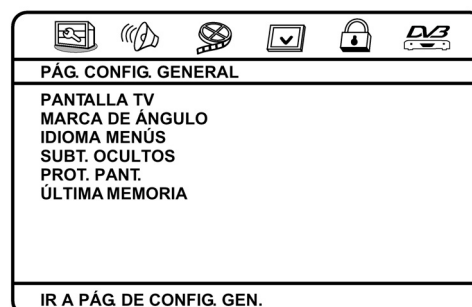 DVB
PÁG. CONFIG. GENERAL
PANTALLA TV
MARCA DE ÁNGULO
IDIOMA MENÚS
SUBT. OCULTOS
PROT. PANT.
ÚLTIMA MEMORIA
IR A PÁG. DE CONFIG. GEN.